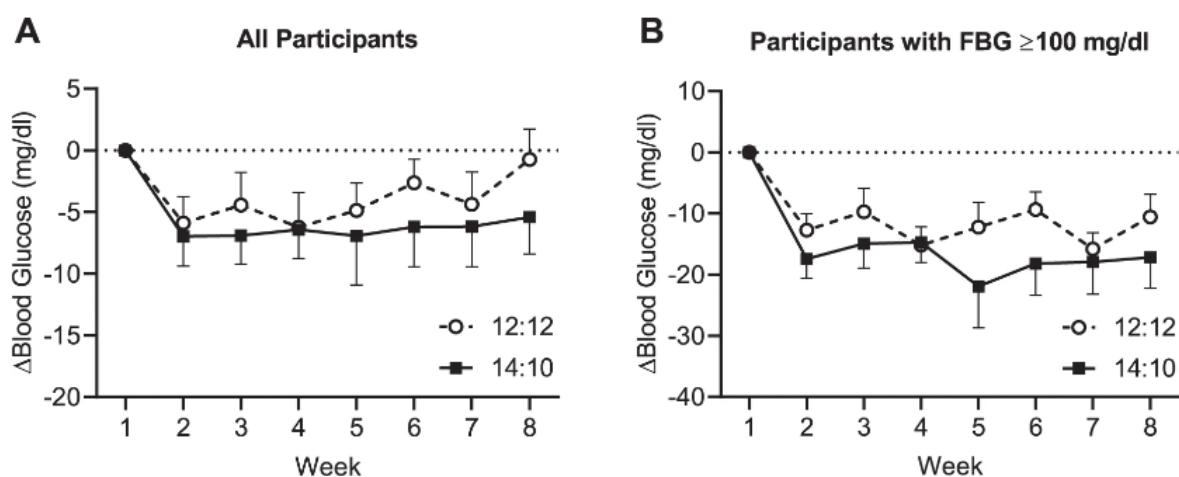 A
All Participants
ΔBlood Glucose (mg/dl)
5
0
-5
-10
-15
-20
12:12
14:10
1 2 3 4 5 6 7 8
Week
B
Participants with FBG ≥100 mg/dl
ΔBlood Glucose (mg/dl)
10
0
-10
-20
-30
-40
12:12
14:10
1 2 3 4 5 6 7 8
Week